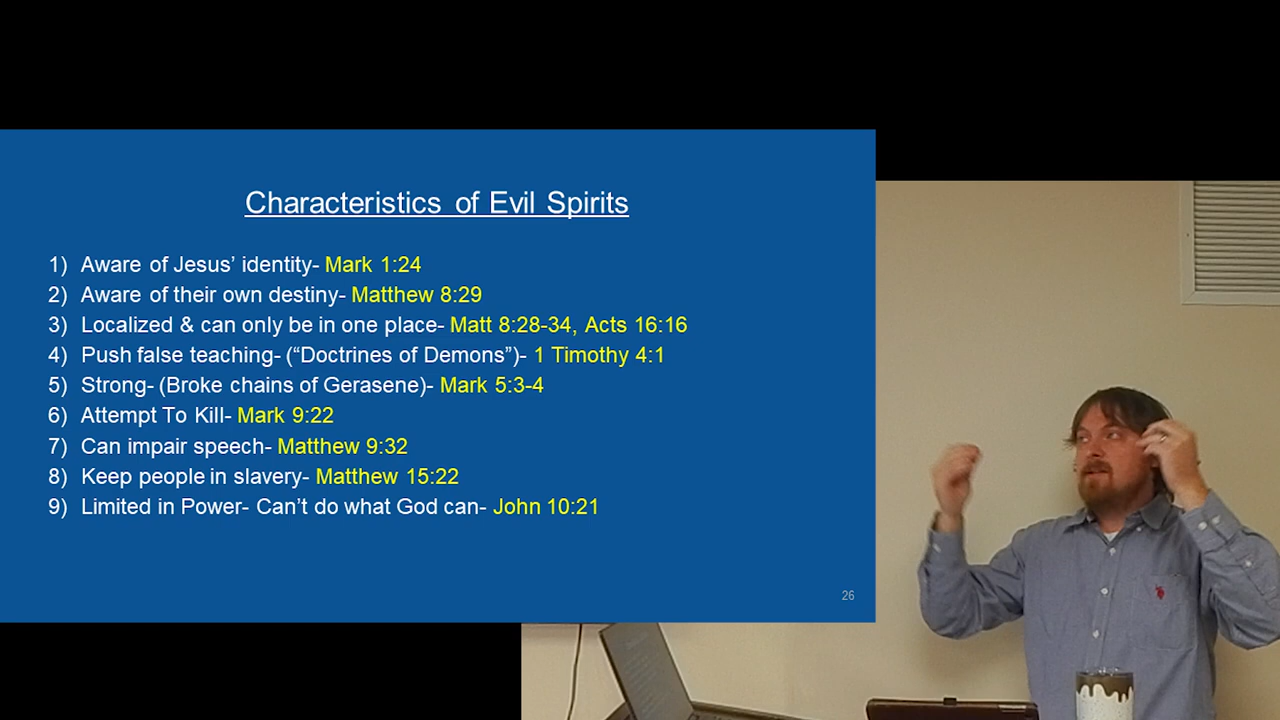 Characteristics of Evil Spirits
1) Aware of Jesus’ identity- Mark 1:24
2) Aware of their own destiny- Matthew 8:29
3) Localized & can only be in one place- Matt 8:28-34, Acts 16:16
4) Push false teaching- (“Doctrines of Demons”)- 1 Timothy 4:1
5) Strong- (Broke chains of Gerasene)- Mark 5:3-4
6) Attempt To Kill- Mark 9:22
7) Can impair speech- Matthew 9:32
8) Keep people in slavery- Matthew 15:22
9) Limited in Power- Can’t do what God can- John 10:21
26